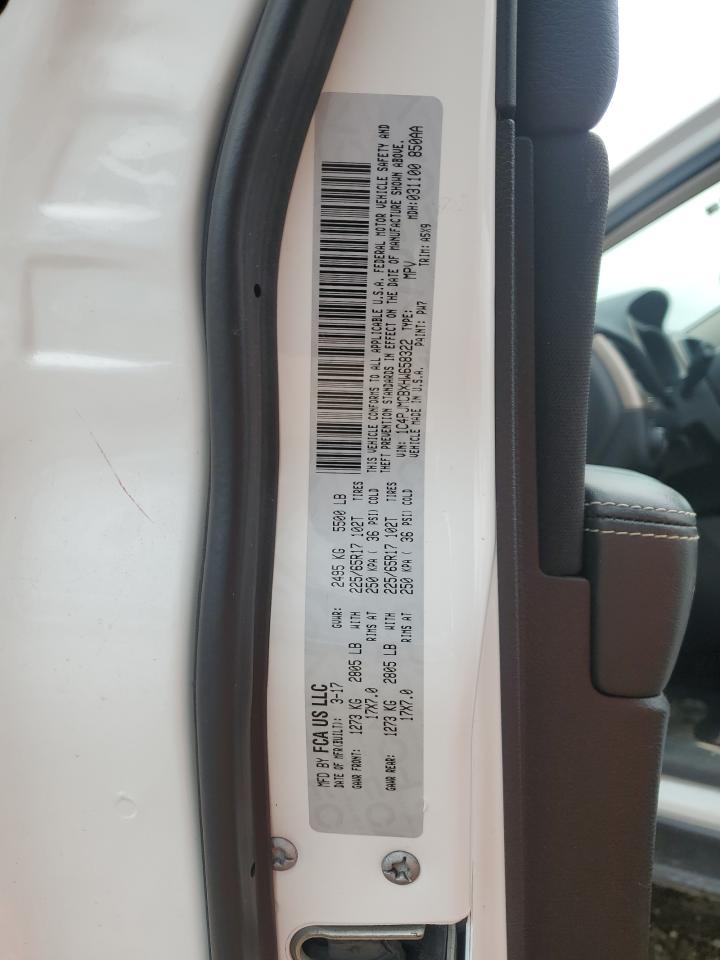 MFD BY FCA US LLC
DATE OF MFR(BUILT): 3-17 GVWR: 2495 KG 5500 LB
GAWR FRONT: 1273 KG 2805 LB WITH 225/65R17 102T TIRES
17X7.0 RIMS AT 250 KPA ( 36 PSI) COLD
GAWR REAR: 1273 KG 2805 LB WITH 225/65R17 102T TIRES
17X7.0 RIMS AT 250 KPA ( 36 PSI) COLD
THIS VEHICLE CONFORMS TO ALL APPLICABLE U.S.A. FEDERAL MOTOR VEHICLE SAFETY AND
THEFT PREVENTION STANDARDS IN EFFECT ON THE DATE OF MANUFACTURE SHOWN ABOVE.
VIN: 1C4PJMCBXHW658322 TYPE: MPV MDH:031100 850AA
VEHICLE MADE IN U.S.A. PAINT: PW7 TRIM: A5X9